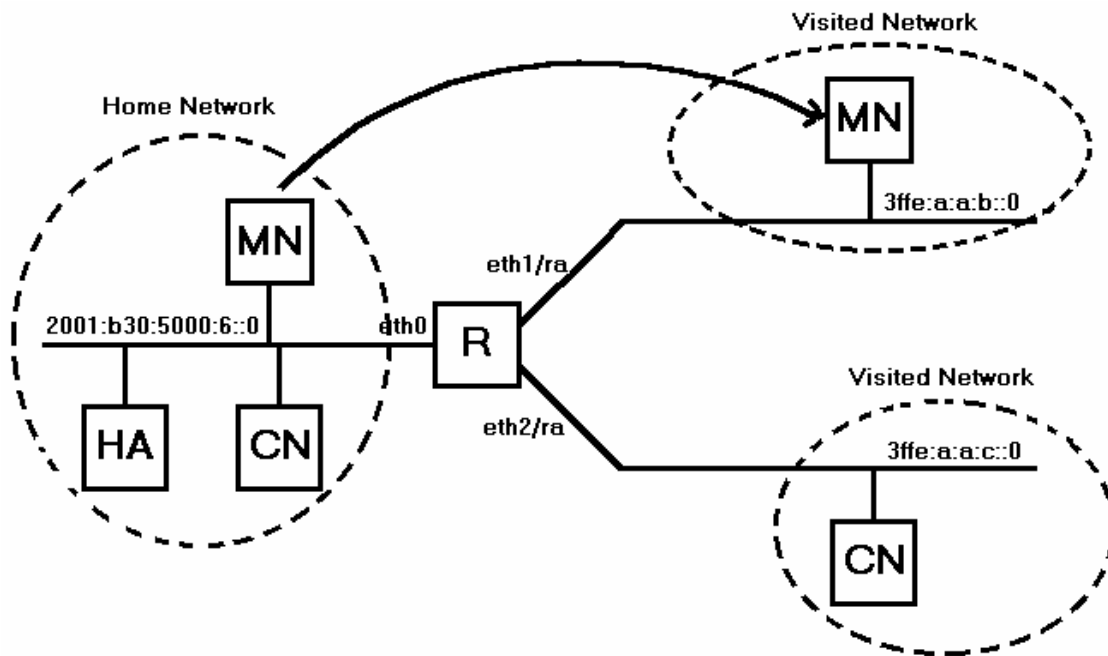 Visited Network
Home Network
MN
MN
3ffe:a:a:b::0
eth1/ra
2001:b30:5000:6::0
eth0
R
HA
CN
eth2/ra
Visited Network
3ffe:a:a:c::0
CN